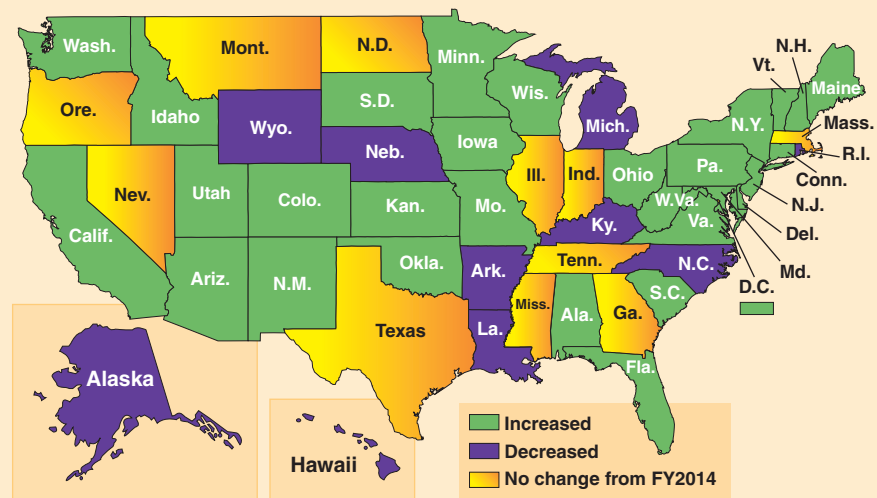 Wash.
Mont.
N.D.
Minn.
Vt.
N.H.
Maine
Ore.
Idaho
Wyo.
S.D.
Wis.
Mich.
N.Y.
Mass.
R.I.
Conn.
N.J.
Del.
Md.
D.C.
Nev.
Utah
Colo.
Neb.
Iowa
Ill.
Ind.
Ohio
Pa.
W.Va.
Va.
Calif.
Kan.
Mo.
Ky.
Ariz.
N.M.
Okla.
Ark.
Tenn.
N.C.
S.C.
Texas
La.
Miss.
Ala.
Ga.
Fla.
Alaska
Hawaii
Increased
Decreased
No change from FY2014